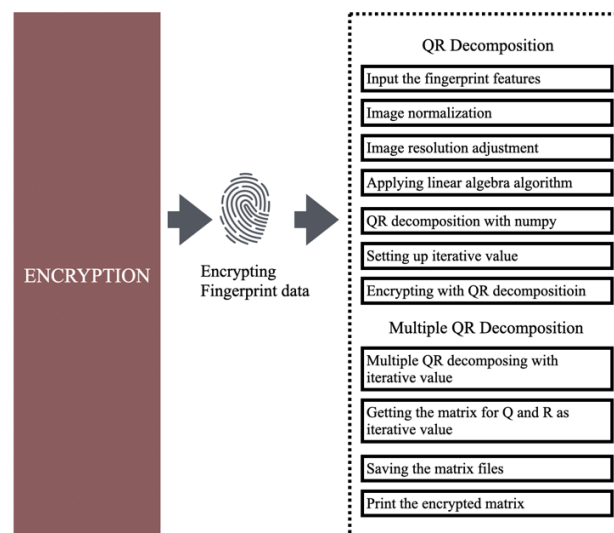 ENCRYPTION
Encrypting
Fingerprint data
QR Decomposition
Input the fingerprint features
Image normalization
Image resolution adjustment
Applying linear algebra algorithm
QR decomposition with numpy
Setting up iterative value
Encrypting with QR decompositioin
Multiple QR Decomposition
Multiple QR decomposing with
iterative value
Getting the matrix for Q and R as
iterative value
Saving the matrix files
Print the encrypted matrix